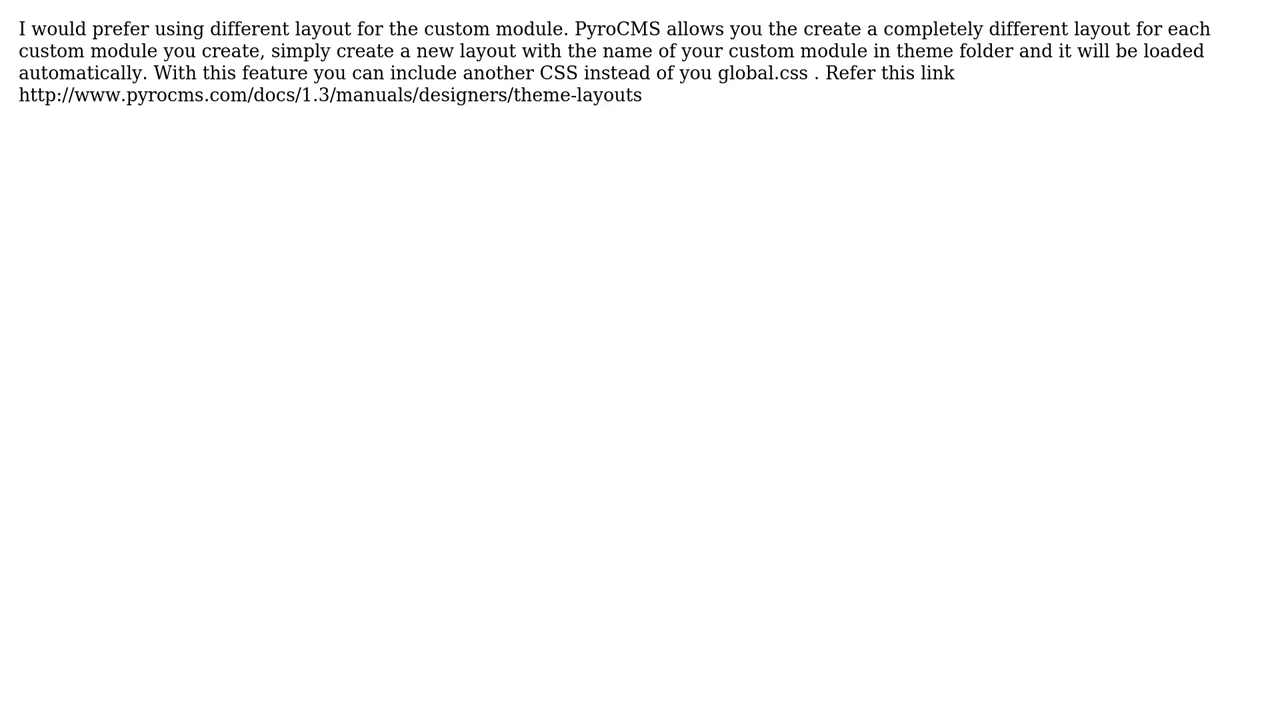 I would prefer using different layout for the custom module. PyroCMS allows you the create a completely different layout for each
custom module you create, simply create a new layout with the name of your custom module in theme folder and it will be loaded
automatically. With this feature you can include another CSS instead of you global.css . Refer this link
http://www.pyrocms.com/docs/1.3/manuals/designers/theme-layouts